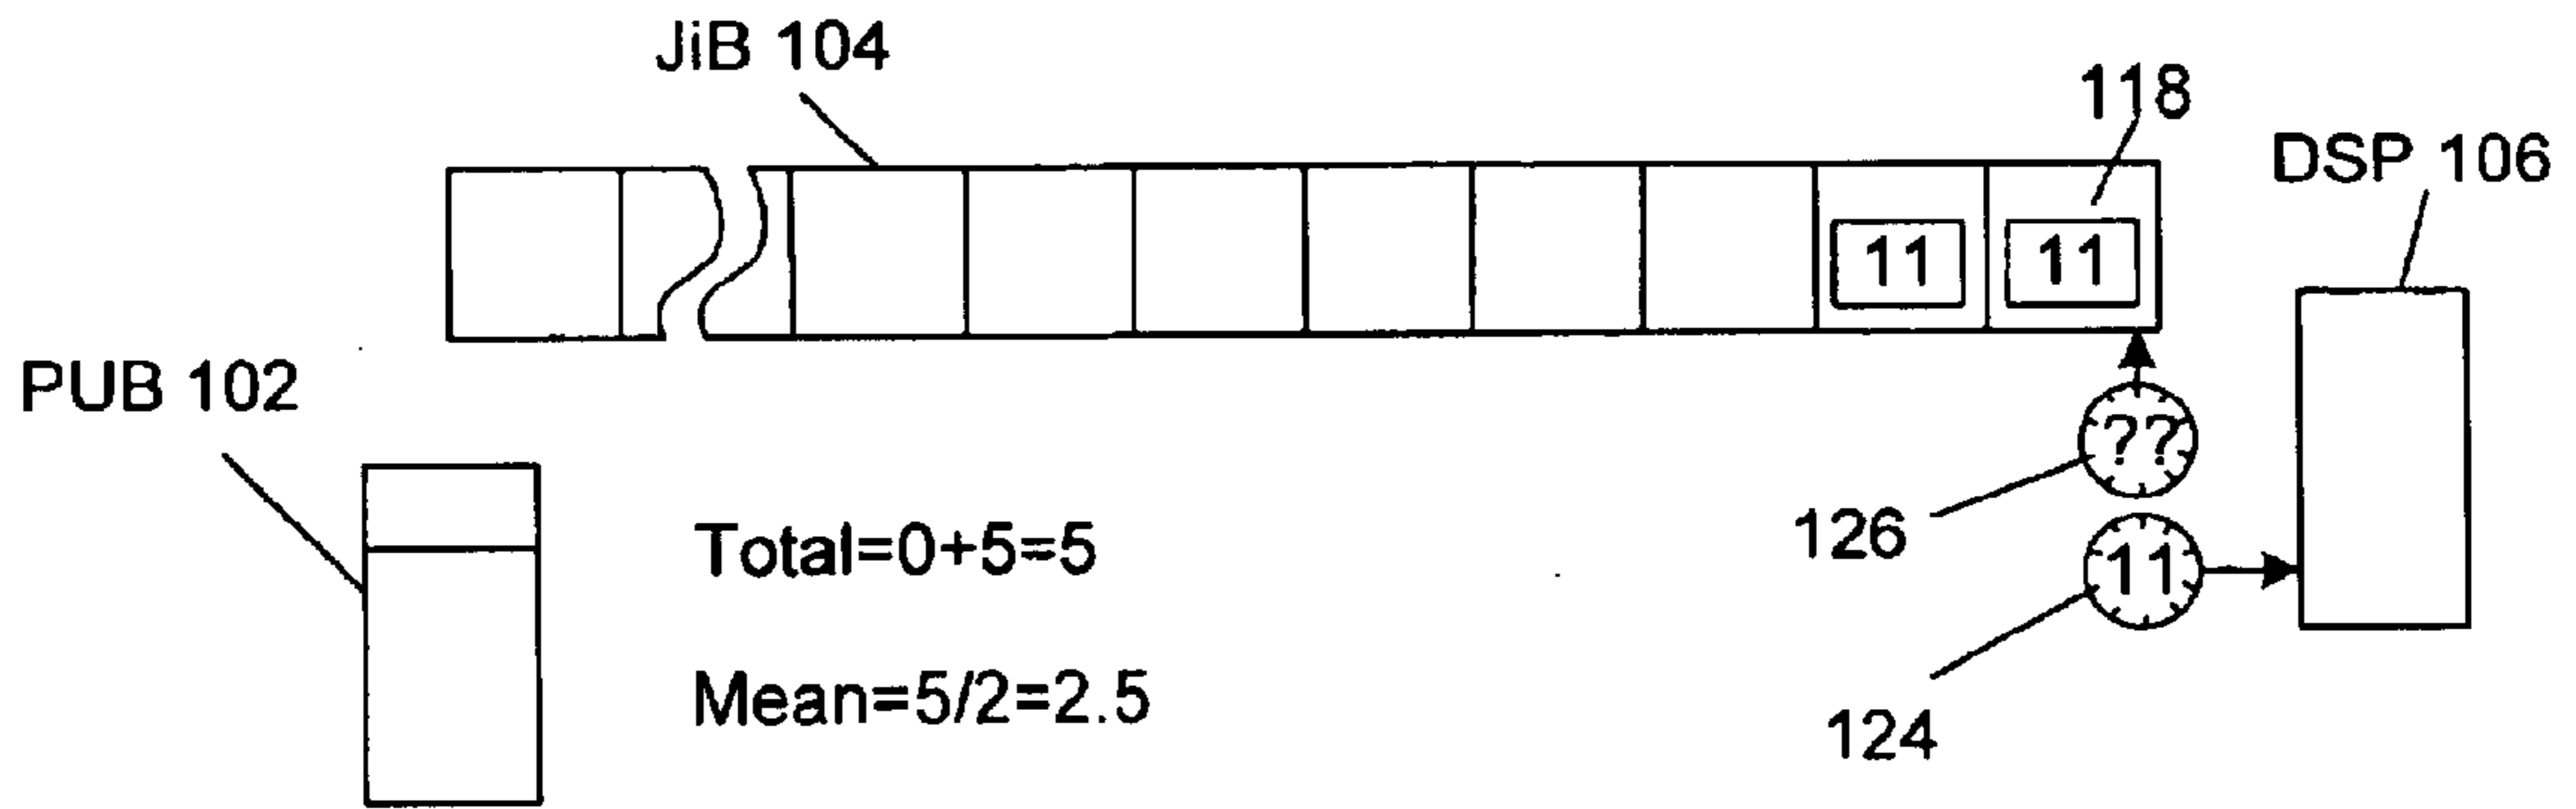 JiB 104
118
DSP 106
11 11
PUB 102
??
126
Total=0+5=5
11
Mean=5/2=2.5
124